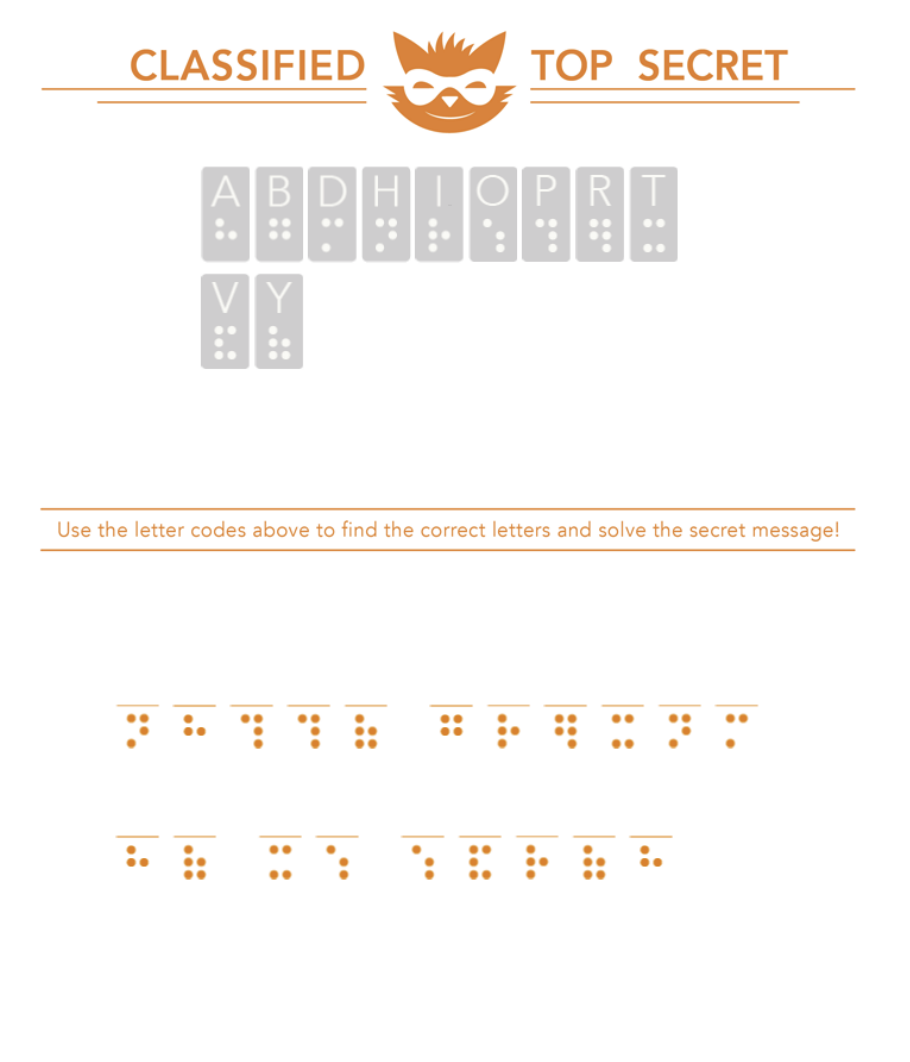 CLASSIFIED TOP SECRET
A B D H I O P R T
V Y
Use the letter codes above to find the correct letters and solve the secret message!